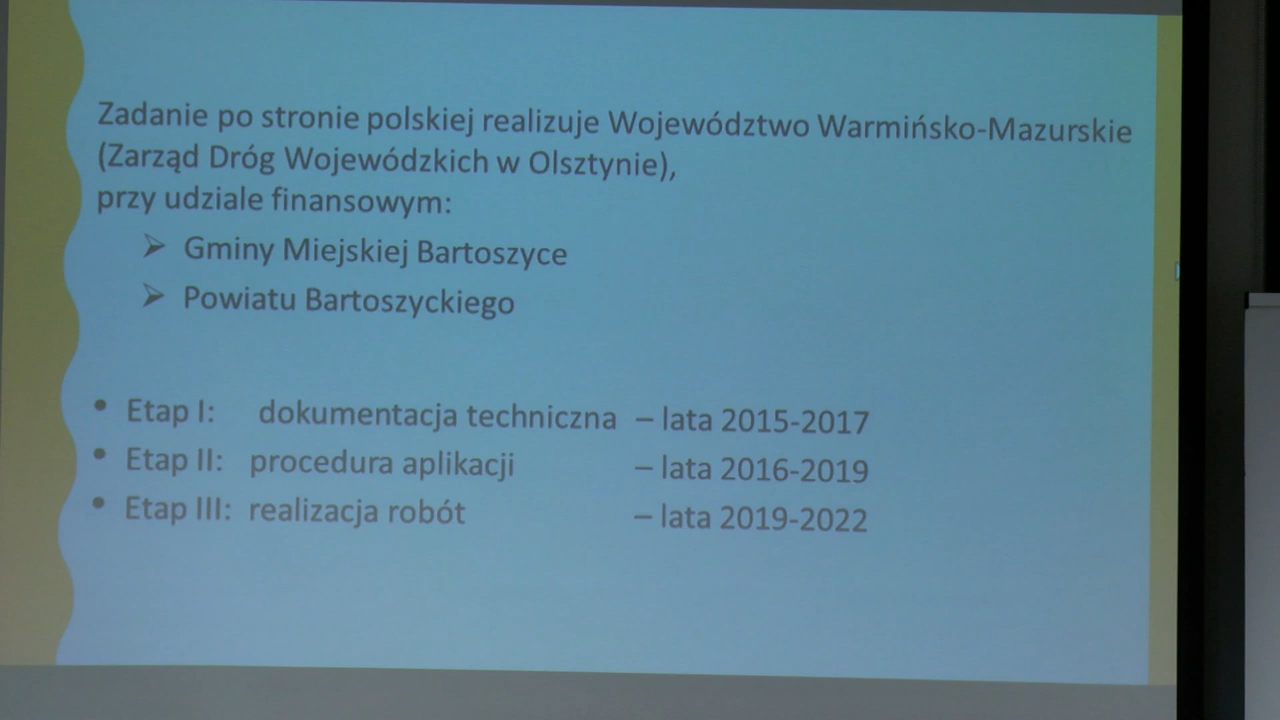 Zadanie po stronie polskiej realizuje Województwo Warmińsko-Mazurskie
(Zarząd Dróg Wojewódzkich w Olsztynie),
przy udziale finansowym:
➢ Gminy Miejskiej Bartoszyce
➢ Powiatu Bartoszyckiego
• Etap I: dokumentacja techniczna – lata 2015-2017
• Etap II: procedura aplikacji – lata 2016-2019
• Etap III: realizacja robót – lata 2019-2022